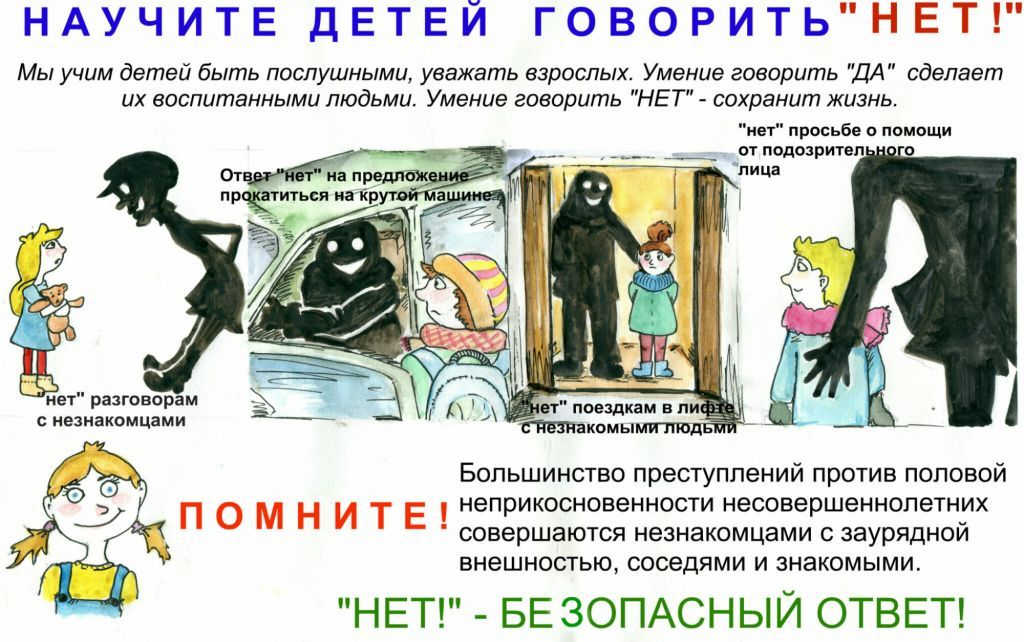 НАУЧИТЕ ДЕТЕЙ ГОВОРИТЬ "НЕТ!"
Мы учим детей быть послушными, уважать взрослых. Умение говорить "ДА" сделает
их воспитанными людьми. Умение говорить "НЕТ" - сохранит жизнь.
"нет" разговорам
с незнакомцами
Ответ "нет" на предложение
прокатиться на крутой машине
"нет" поездкам в лифте
с незнакомыми людьми
"нет" просьбе о помощи
от подозрительного
лица
ПОМНИТЕ!
Большинство преступлений против половой
неприкосновенности несовершеннолетних
совершаются незнакомцами с заурядной
внешностью, соседями и знакомыми.
"НЕТ!" - БЕЗОПАСНЫЙ ОТВЕТ!